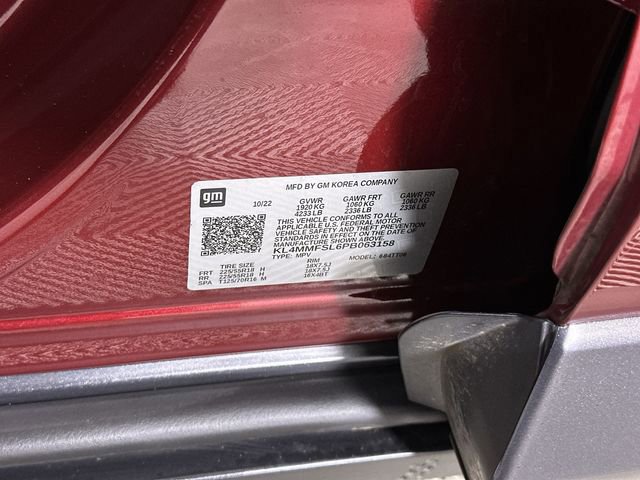 gm
MFD BY GM KOREA COMPANY
10/22 GVWR GAWR FRT GAWR RR
1920 KG 1060 KG 1060 KG
4233 LB 2336 LB 2336 LB
THIS VEHICLE CONFORMS TO ALL
APPLICABLE U.S. FEDERAL MOTOR
VEHICLE SAFETY AND THEFT PREVENTION
STANDARDS IN EFFECT ON THE DATE OF
MANUFACTURE SHOWN ABOVE
KL4MMFSL6PB063158
TYPE: MPV MODEL: 684TT06
TIRE SIZE RIM
FRT 225/55R18 H 18X7.5J
RR 225/55R18 H 18X7.5J
SPA T125/70R16 M 16X4BT